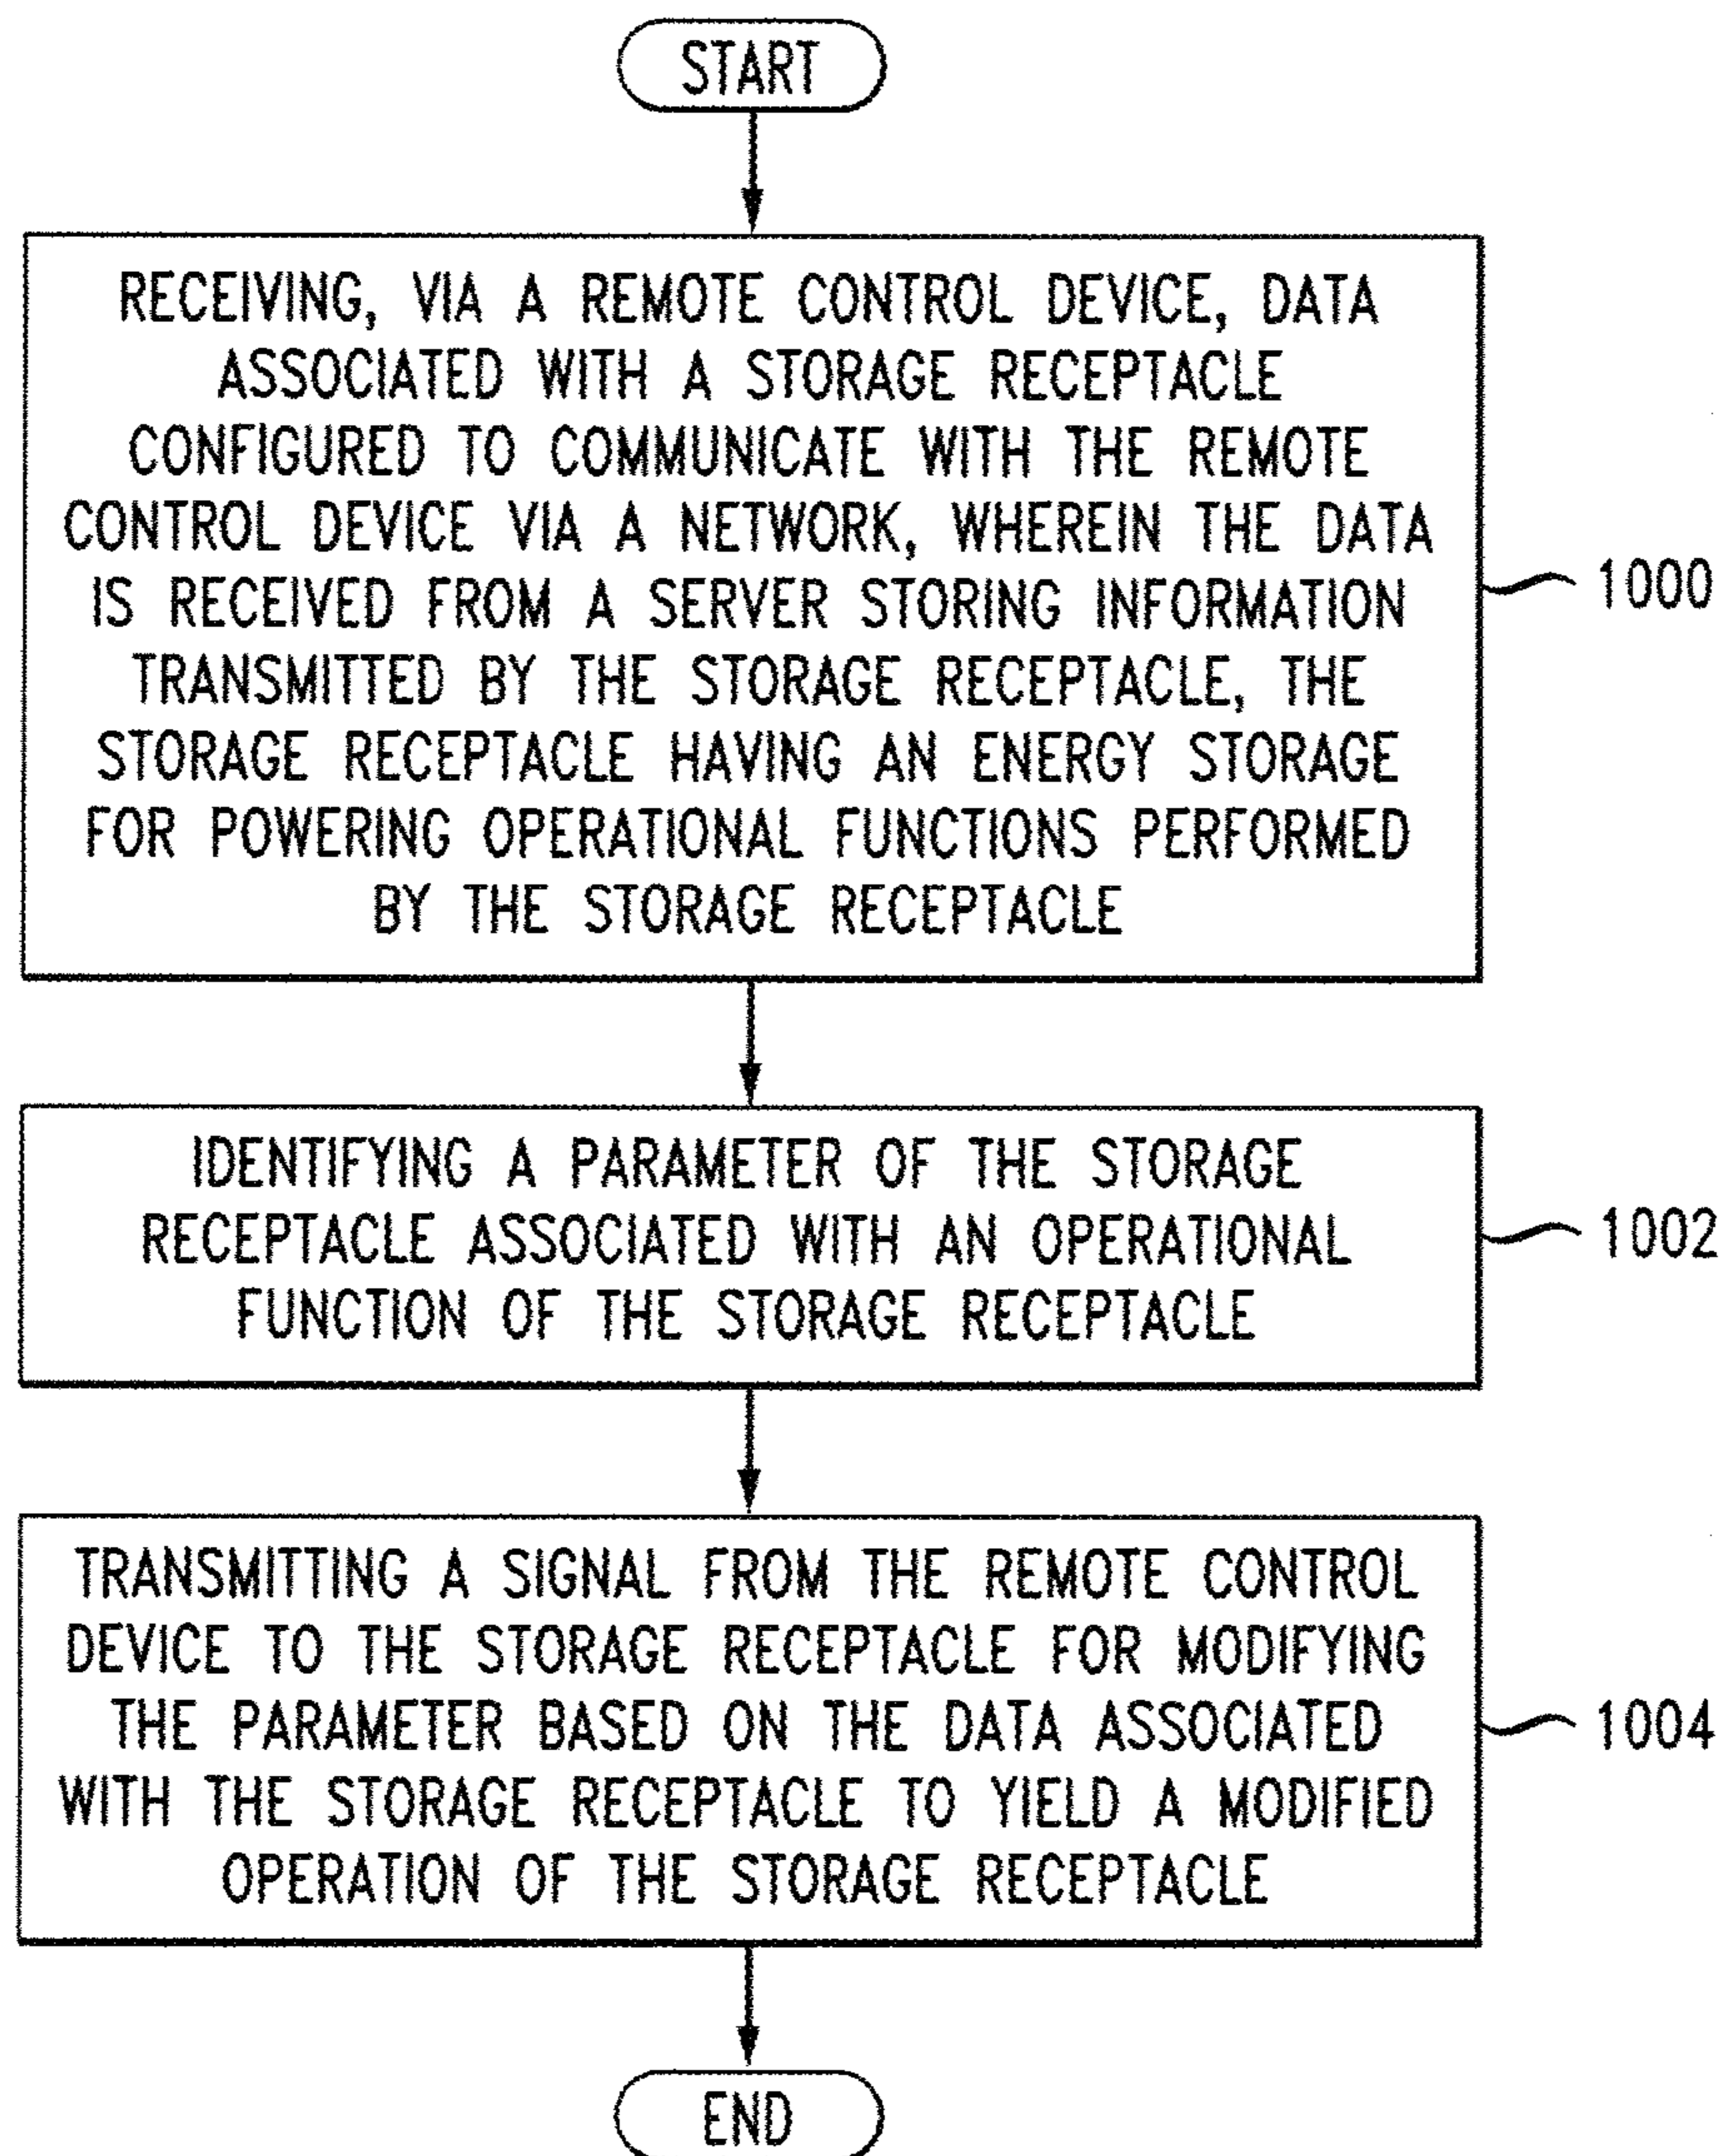 START
RECEIVING, VIA A REMOTE CONTROL DEVICE, DATA
ASSOCIATED WITH A STORAGE RECEPTACLE
CONFIGURED TO COMMUNICATE WITH THE REMOTE
CONTROL DEVICE VIA A NETWORK, WHEREIN THE DATA
IS RECEIVED FROM A SERVER STORING INFORMATION
TRANSMITTED BY THE STORAGE RECEPTACLE, THE
STORAGE RECEPTACLE HAVING AN ENERGY STORAGE
FOR POWERING OPERATIONAL FUNCTIONS PERFORMED
BY THE STORAGE RECEPTACLE
1000
IDENTIFYING A PARAMETER OF THE STORAGE
RECEPTACLE ASSOCIATED WITH AN OPERATIONAL
FUNCTION OF THE STORAGE RECEPTACLE
1002
TRANSMITTING A SIGNAL FROM THE REMOTE CONTROL
DEVICE TO THE STORAGE RECEPTACLE FOR MODIFYING
THE PARAMETER BASED ON THE DATA ASSOCIATED
WITH THE STORAGE RECEPTACLE TO YIELD A MODIFIED
OPERATION OF THE STORAGE RECEPTACLE
1004
END